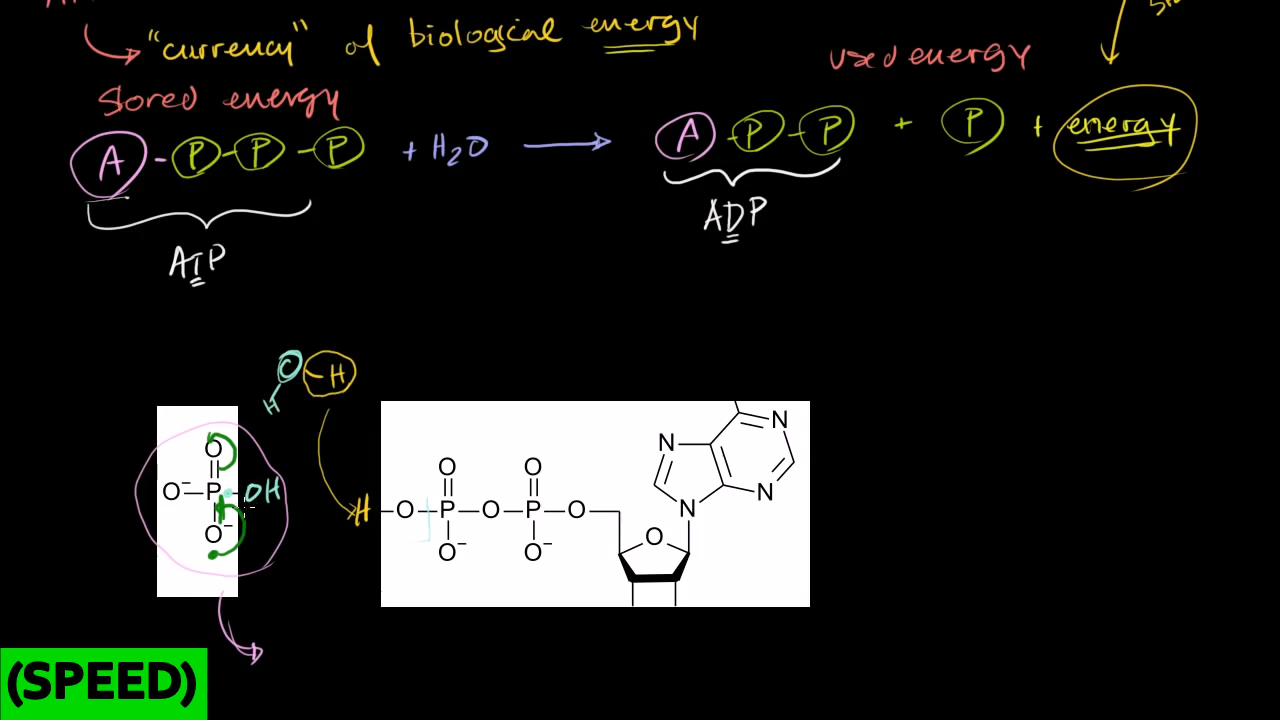 "currency" of biological energy
used energy
stored energy
A - P - P - P + H₂O → A - P - P + P + energy
ADP
ATP
O - H
H
O
O⁻ - P - OH
O⁻
H - O - P - O - P - O
O O
O⁻ O⁻
N N
N N
O
(SPEED)